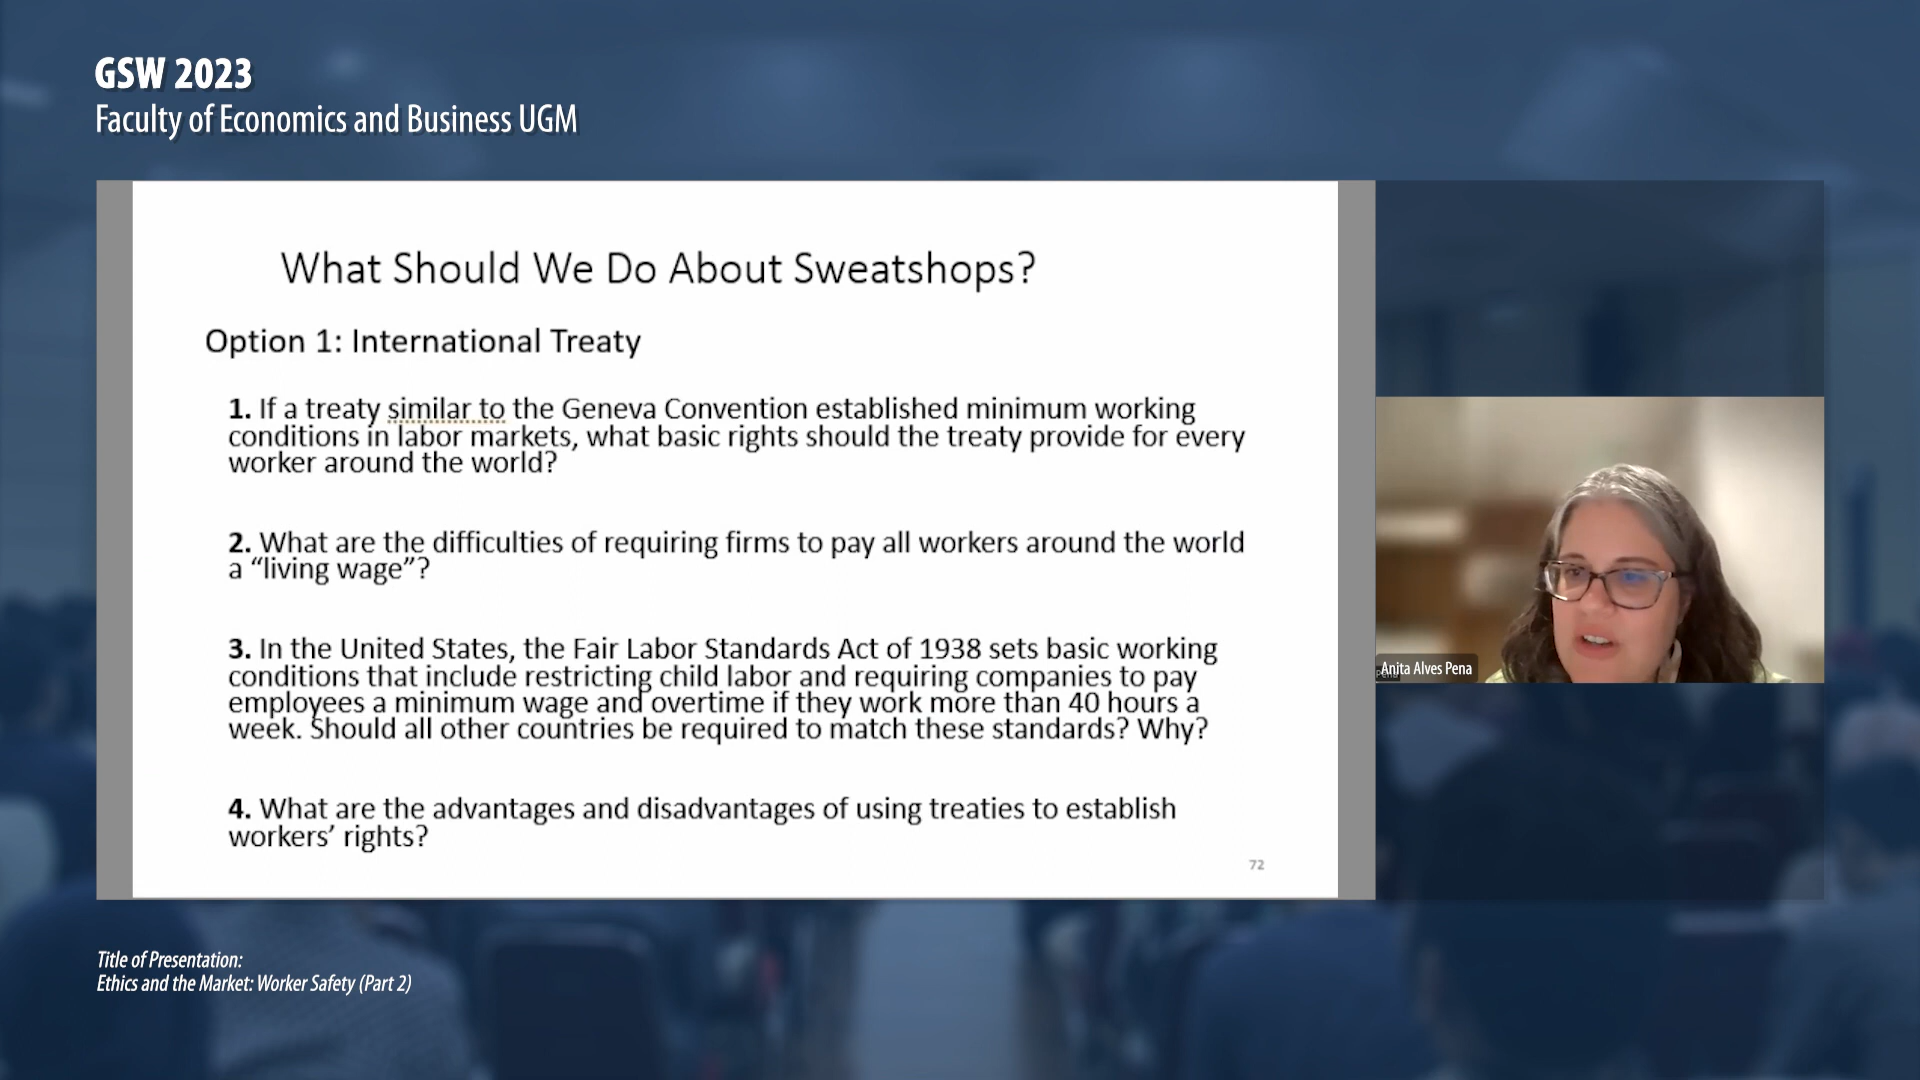 GSW 2023
Faculty of Economics and Business UGM
What Should We Do About Sweatshops?
Option 1: International Treaty
1. If a treaty similar to the Geneva Convention established minimum working
conditions in labor markets, what basic rights should the treaty provide for every
worker around the world?
2. What are the difficulties of requiring firms to pay all workers around the world
a “living wage”?
3. In the United States, the Fair Labor Standards Act of 1938 sets basic working
conditions that include restricting child labor and requiring companies to pay
employees a minimum wage and overtime if they work more than 40 hours a
week. Should all other countries be required to match these standards? Why?
4. What are the advantages and disadvantages of using treaties to establish
workers’ rights?
72
Anita Alves Pena
Title of Presentation:
Ethics and the Market: Worker Safety (Part 2)